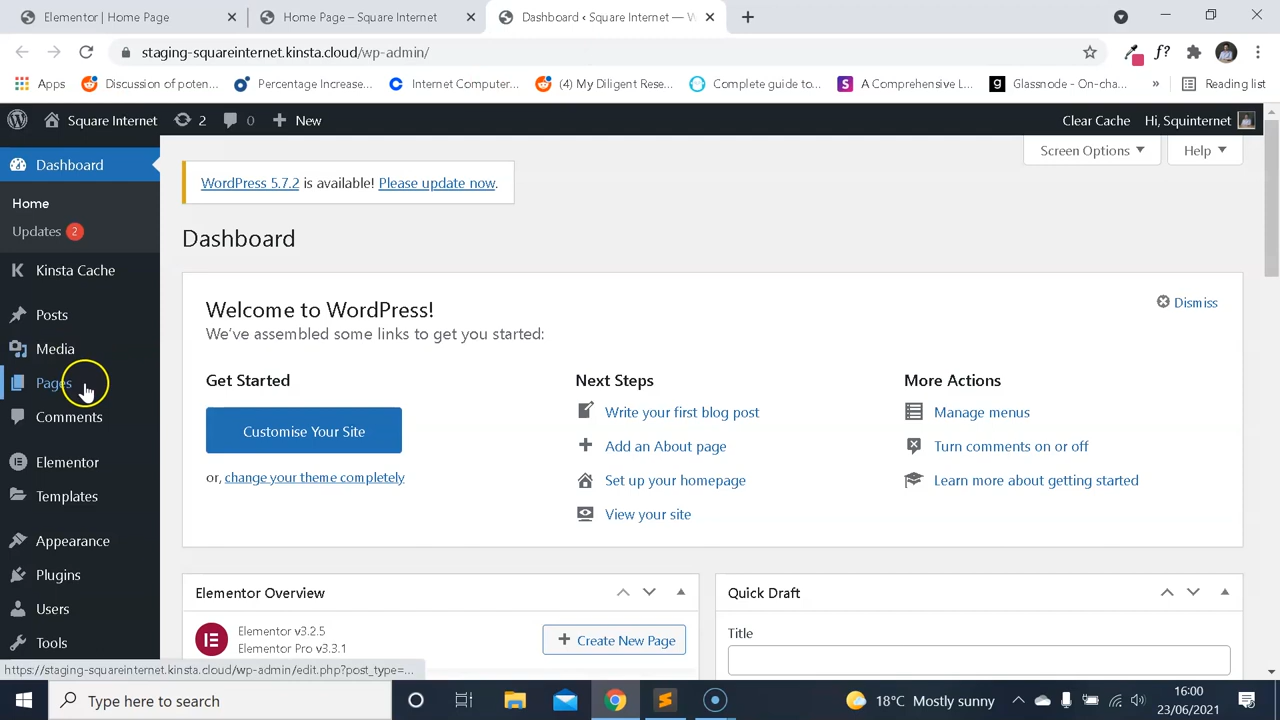 Elementor | Home Page
Home Page – Square Internet
Dashboard ‹ Square Internet — W
staging-squareinternet.kinsta.cloud/wp-admin/
f?
Apps
Discussion of poten...
Percentage Increase...
Internet Computer...
(4) My Diligent Rese...
Complete guide to...
A Comprehensive L...
Glassnode - On-cha...
»
Reading list
Square Internet
2
0
New
Clear Cache
Hi, Squinternet
Dashboard
Screen Options
Help
WordPress 5.7.2 is available! Please update now.
Home
Updates 2
Dashboard
Kinsta Cache
Posts
Media
Pages
Comments
Elementor
Templates
Appearance
Plugins
Users
Tools
Welcome to WordPress!
Dismiss
We've assembled some links to get you started:
Get Started
Customise Your Site
or, change your theme completely
Next Steps
Write your first blog post
Add an About page
Set up your homepage
View your site
More Actions
Manage menus
Turn comments on or off
Learn more about getting started
Elementor Overview
Elementor v3.2.5
Elementor Pro v3.3.1
Create New Page
Quick Draft
Title
https://staging-squareinternet.kinsta.cloud/wp-admin/edit.php?post_type=...
Type here to search
18°C Mostly sunny
16:00
23/06/2021